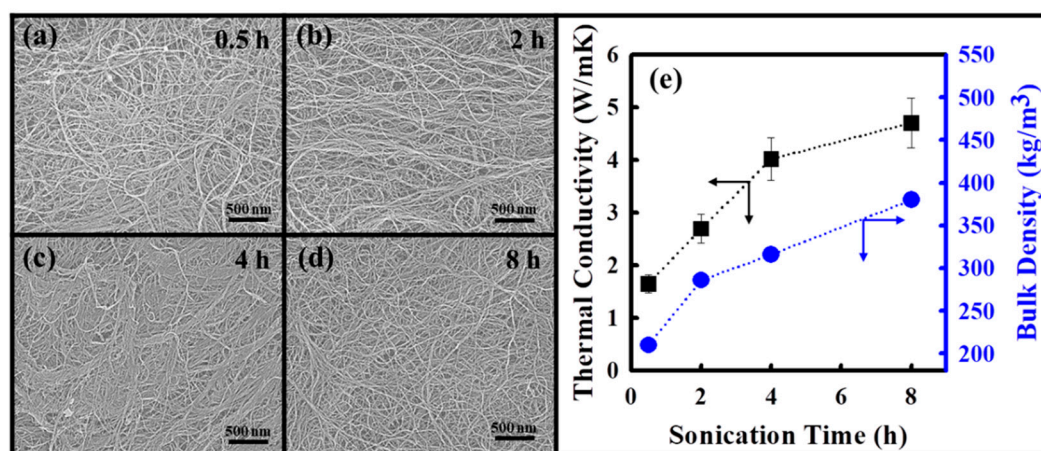 (a)
0.5 h
500 nm
(b)
2 h
500 nm
(c)
4 h
500 nm
(d)
8 h
500 nm
(e)
Thermal Conductivity (W/mK)
6
5
4
3
2
1
0
0 2 4 6 8
Sonication Time (h)
550
500
450
400
350
300
250
200
Bulk Density (kg/m³)